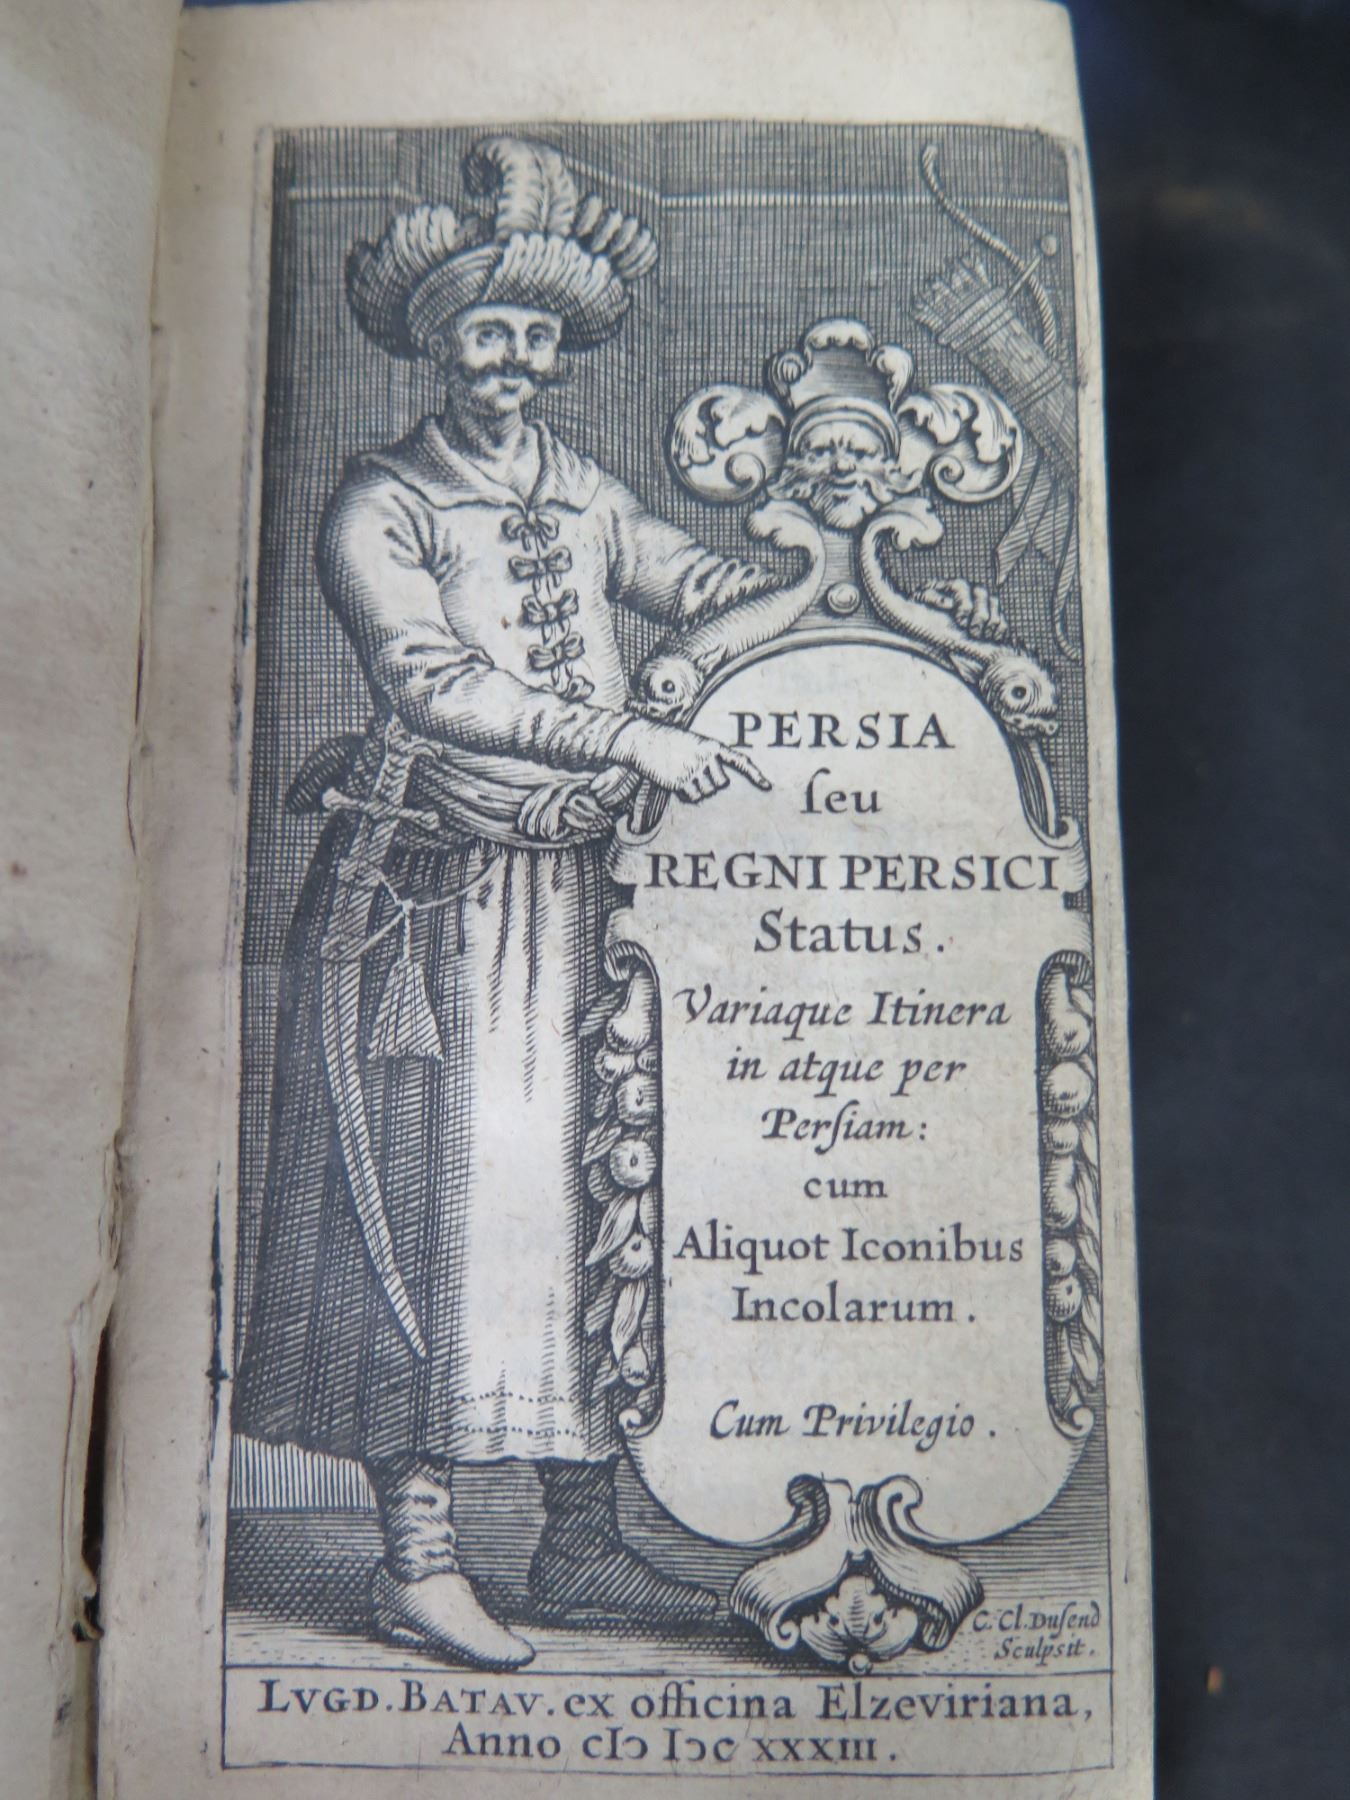 PERSIA
ſeu
REGNI PERSICI
Status.
Variaque Itinera
in atque per
Perſiam:
cum
Aliquot Iconibus
Incolarum.
Cum Privilegio.
C. Cl. Duſend
Sculpsit.
LVGD. BATAV. ex officina Elzeviriana,
Anno cIↄ Iↄc XXXIII.